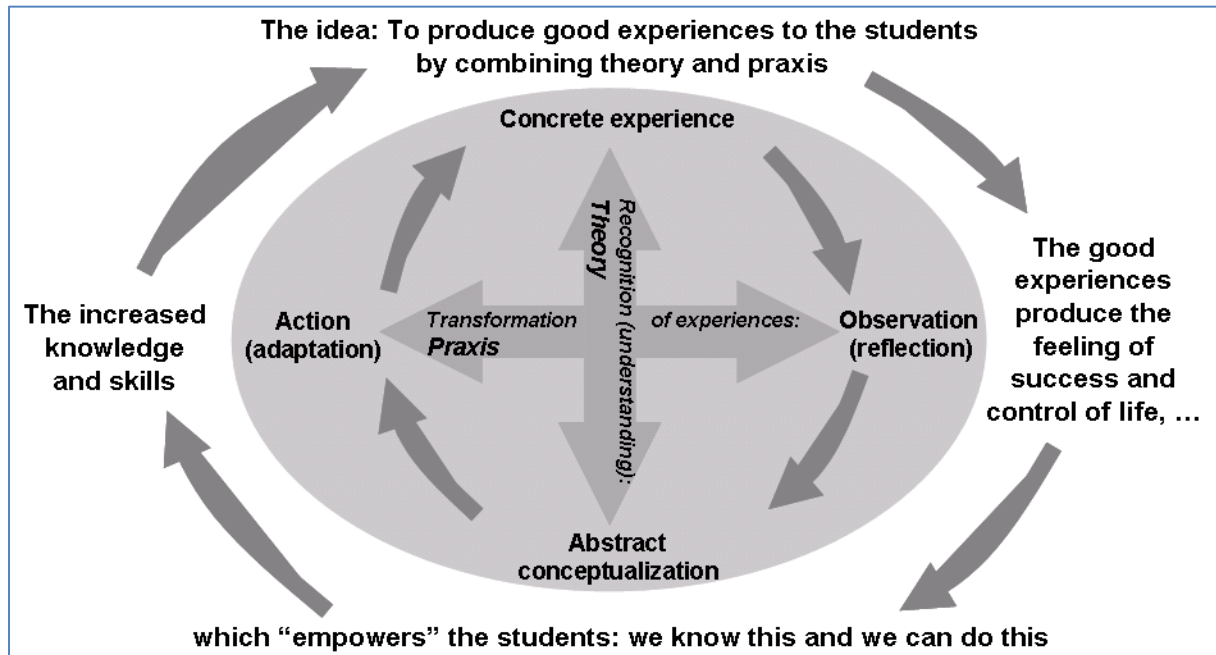 The idea: To produce good experiences to the students
by combining theory and praxis
Concrete experience
Recognition (understanding):
Theory
The good
experiences
produce the
feeling of
success and
control of life, …
The increased
knowledge
and skills
Action
(adaptation)
Transformation
of experiences:
Praxis
Observation
(reflection)
Abstract
conceptualization
which “empowers” the students: we know this and we can do this